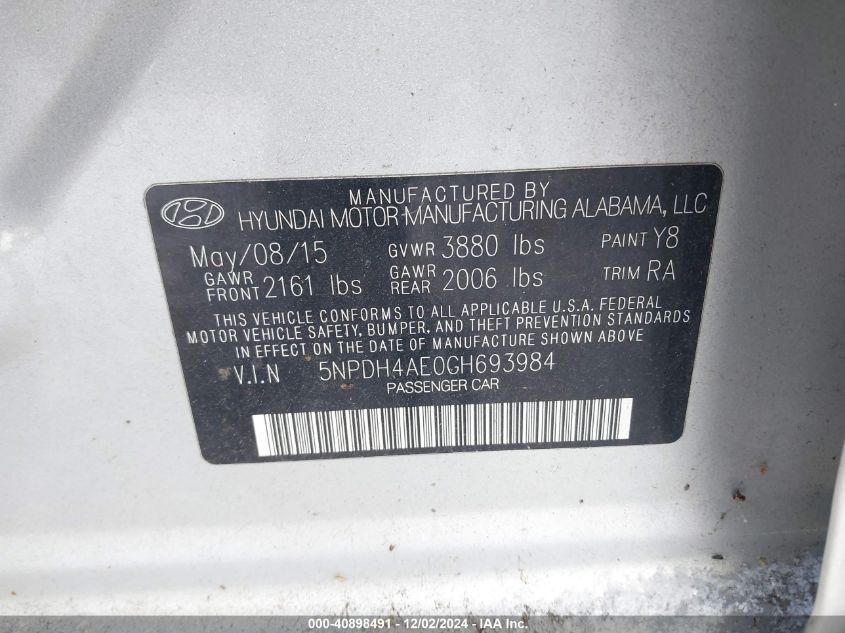 MANUFACTURED BY
HYUNDAI MOTOR MANUFACTURING ALABAMA, LLC
May/08/15 GVWR 3880 lbs PAINT Y8
GAWR FRONT 2161 lbs GAWR REAR 2006 lbs TRIM RA
THIS VEHICLE CONFORMS TO ALL APPLICABLE U.S.A. FEDERAL
MOTOR VEHICLE SAFETY, BUMPER, AND THEFT PREVENTION STANDARDS
IN EFFECT ON THE DATE OF MANUFACTURE SHOWN ABOVE
V.I.N 5NPDH4AE0GH693984
PASSENGER CAR
000-40898491 - 12/02/2024 - IAA Inc.